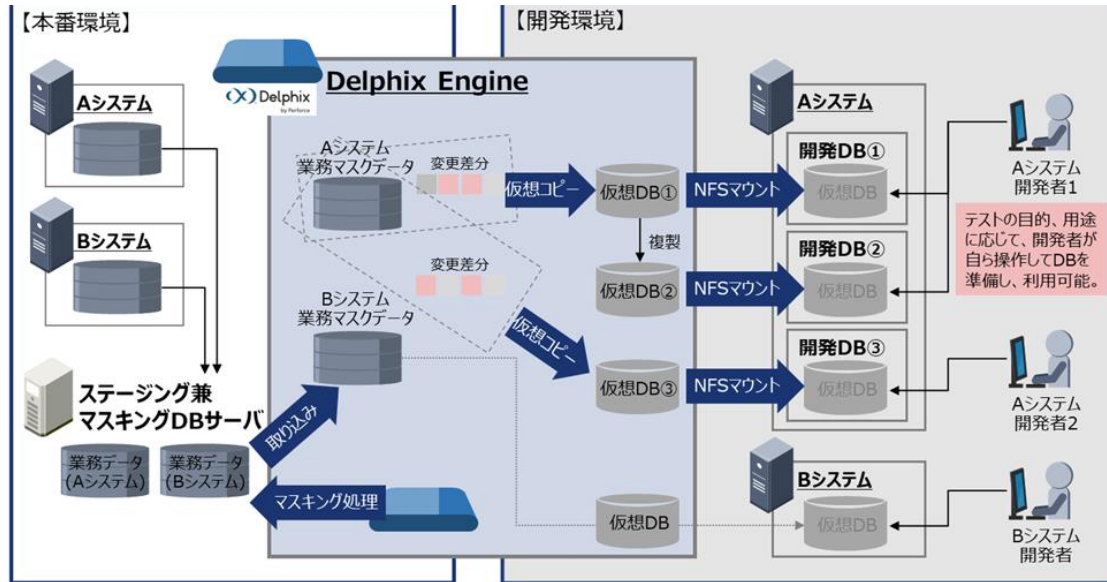 【本番環境】
Aシステム
Bシステム
ステージング兼
マスキングDBサーバ
業務データ
(Aシステム)
業務データ
(Bシステム)
Delphix
by Perforce
Delphix Engine
Aシステム
業務マスクデータ
変更差分
仮想コピー
仮想DB①
複製
変更差分
仮想DB②
Bシステム
業務マスクデータ
仮想コピー
仮想DB③
取り込み
マスキング処理
仮想DB
【開発環境】
NFSマウント
NFSマウント
NFSマウント
Aシステム
開発DB①
仮想DB
開発DB②
仮想DB
開発DB③
仮想DB
Bシステム
仮想DB
Aシステム
開発者1
テストの目的、用途
に応じて、開発者が
自ら操作してDBを
準備し、利用可能。
Aシステム
開発者2
Bシステム
開発者